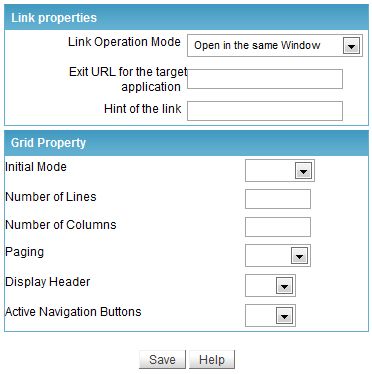 Link properties
Link Operation Mode
Open in the same Window
Exit URL for the target
application
Hint of the link
Grid Property
Initial Mode
Number of Lines
Number of Columns
Paging
Display Header
Active Navigation Buttons
Save Help